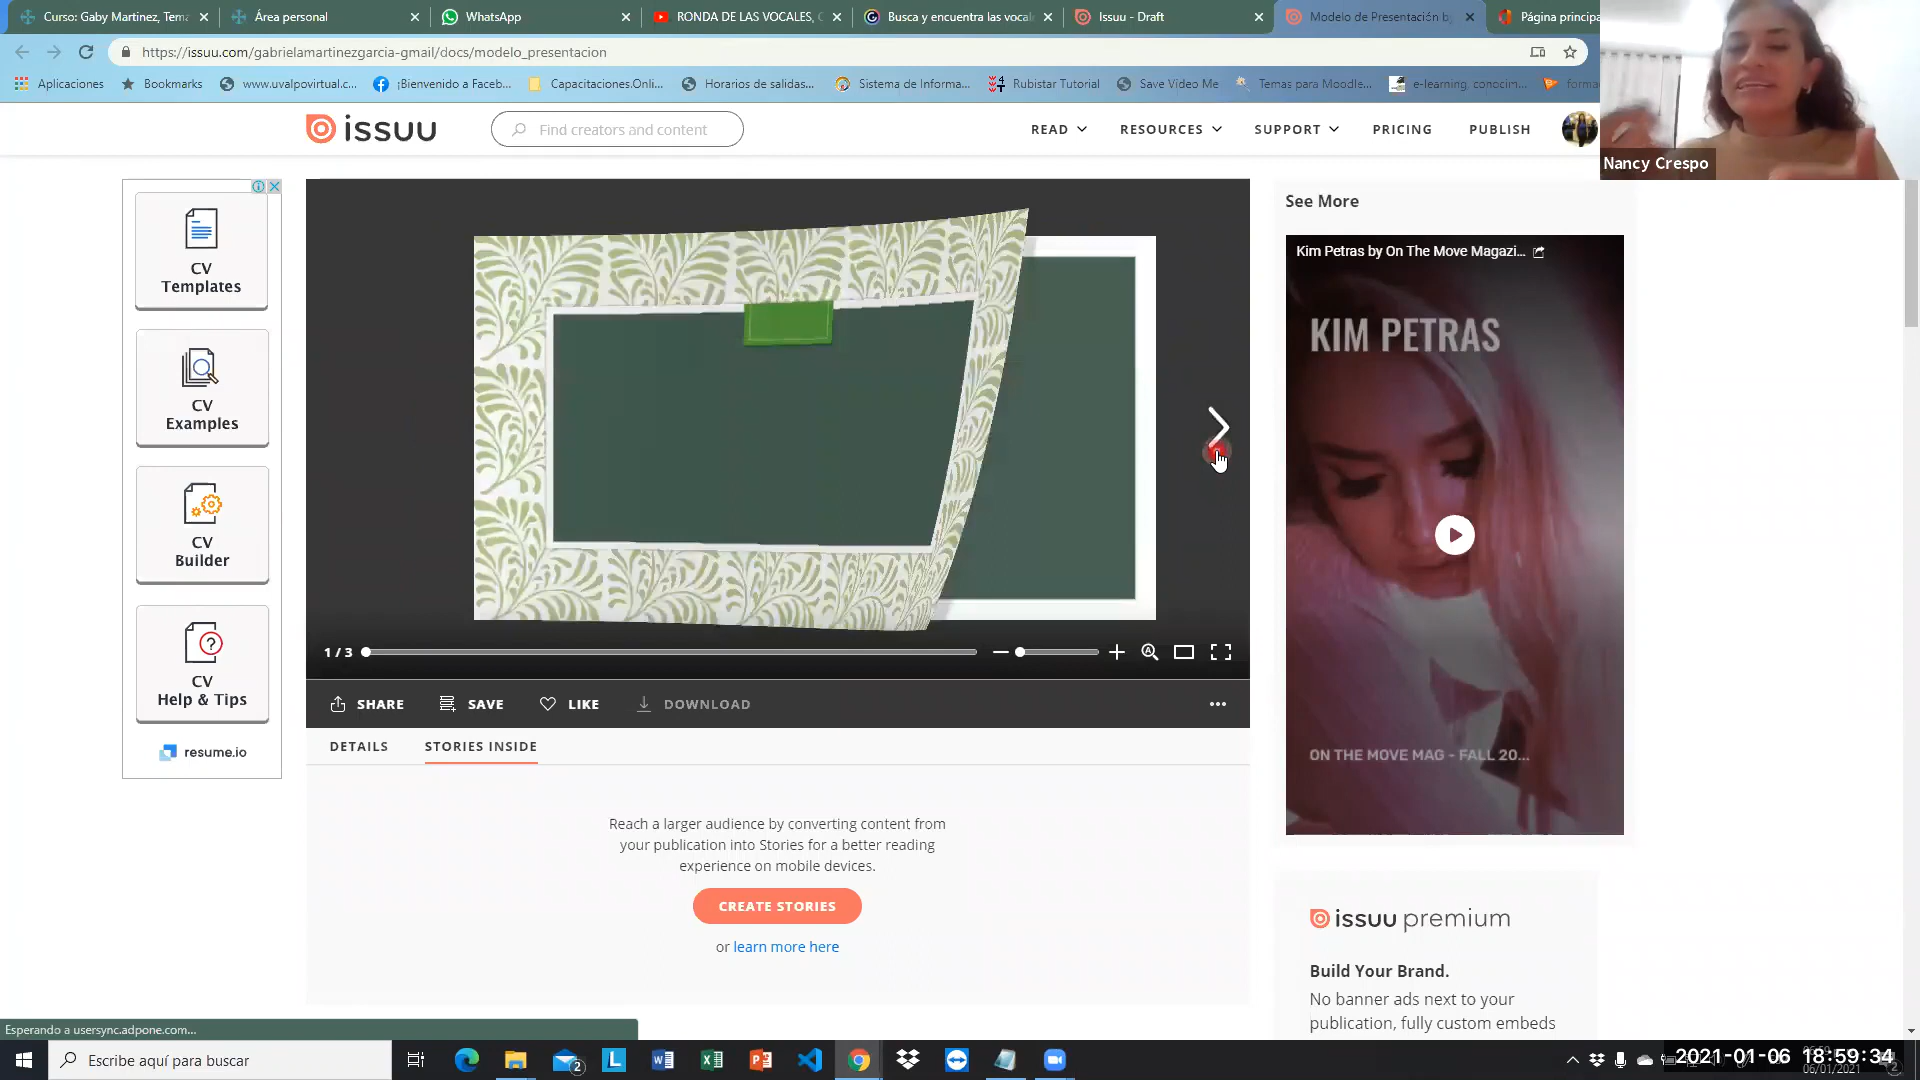 Curso: Gaby Martinez, Tema
Área personal
WhatsApp
RONDA DE LAS VOCALES,
Busca y encuentra las vocal
Issuu - Draft
Modelo de Presentación b
Página principa
https://issuu.com/gabrielamartinezgarcia-gmail/docs/modelo_presentacion
Aplicaciones
Bookmarks
www.uvalpovirtual.c...
¡Bienvenido a Faceb...
Capacitaciones.Onli...
Horarios de salidas...
Sistema de Informa...
Rubistar Tutorial
Save Video Me
Temas para Moodle...
e-learning, conocim...
forma
issuu
Find creators and content
READ
RESOURCES
SUPPORT
PRICING
PUBLISH
Nancy Crespo
CV
Templates
CV
Examples
CV
Builder
CV
Help & Tips
resume.io
1 / 3
SHARE
SAVE
LIKE
DOWNLOAD
DETAILS
STORIES INSIDE
Reach a larger audience by converting content from
your publication into Stories for a better reading
experience on mobile devices.
CREATE STORIES
or learn more here
See More
Kim Petras by On The Move Magazi...
KIM PETRAS
ON THE MOVE MAG - FALL 20...
issuu premium
Build Your Brand.
No banner ads next to your
publication, fully custom embeds
Esperando a usersync.adpone.com...
Escribe aquí para buscar
2021-01-06 18:59:34
06/01/2021